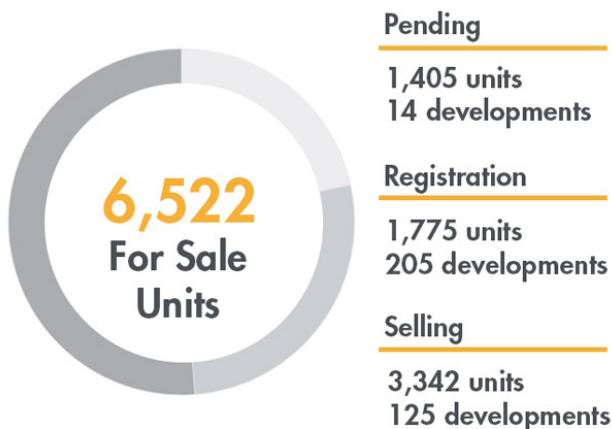 6,522
For Sale
Units
Pending
1,405 units
14 developments
Registration
1,775 units
205 developments
Selling
3,342 units
125 developments